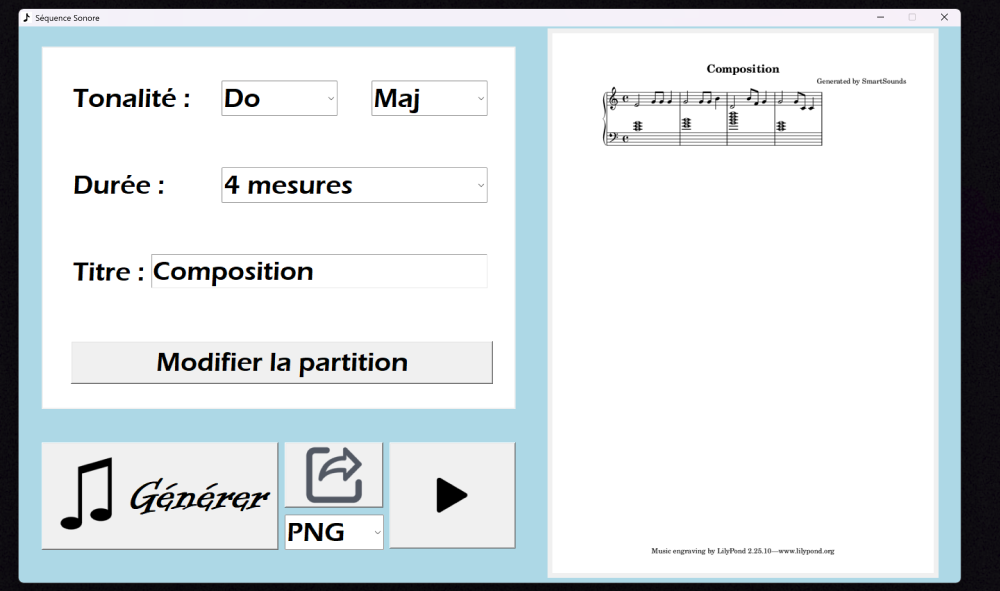 Séquence Sonore
Tonalité :
Do
Maj
Durée :
4 mesures
Titre :
Composition
Modifier la partition
Générer
PNG
Composition
Generated by SmartSounds
Music engraving by LilyPond 2.25.10—www.lilypond.org